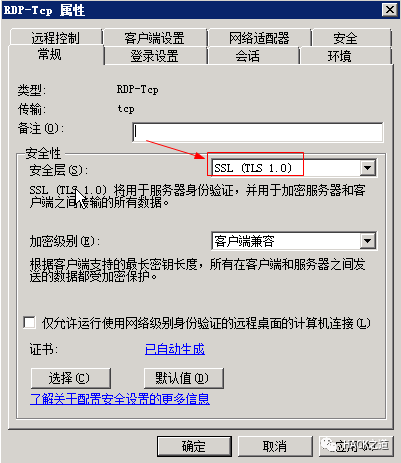 RDP-Tcp 属性
远程控制 客户端设置 网络适配器 安全
常规 登录设置 会话 环境
类型: RDP-Tcp
传输: tcp
备注(O):
安全性
安全层(S): SSL (TLS 1.0)
SSL (TLS 1.0) 将用于服务器身份验证，并用于加密服务器和客
户端之间传输的所有数据。
加密级别(E): 客户端兼容
根据客户端支持的最长密钥长度，所有在客户端和服务器之间发
送的数据都受加密保护。
仅允许运行使用网络级别身份验证的远程桌面的计算机连接(L)
证书: 已自动生成
选择(C) 默认值(D)
了解关于配置安全设置的更多信息
确定 取消